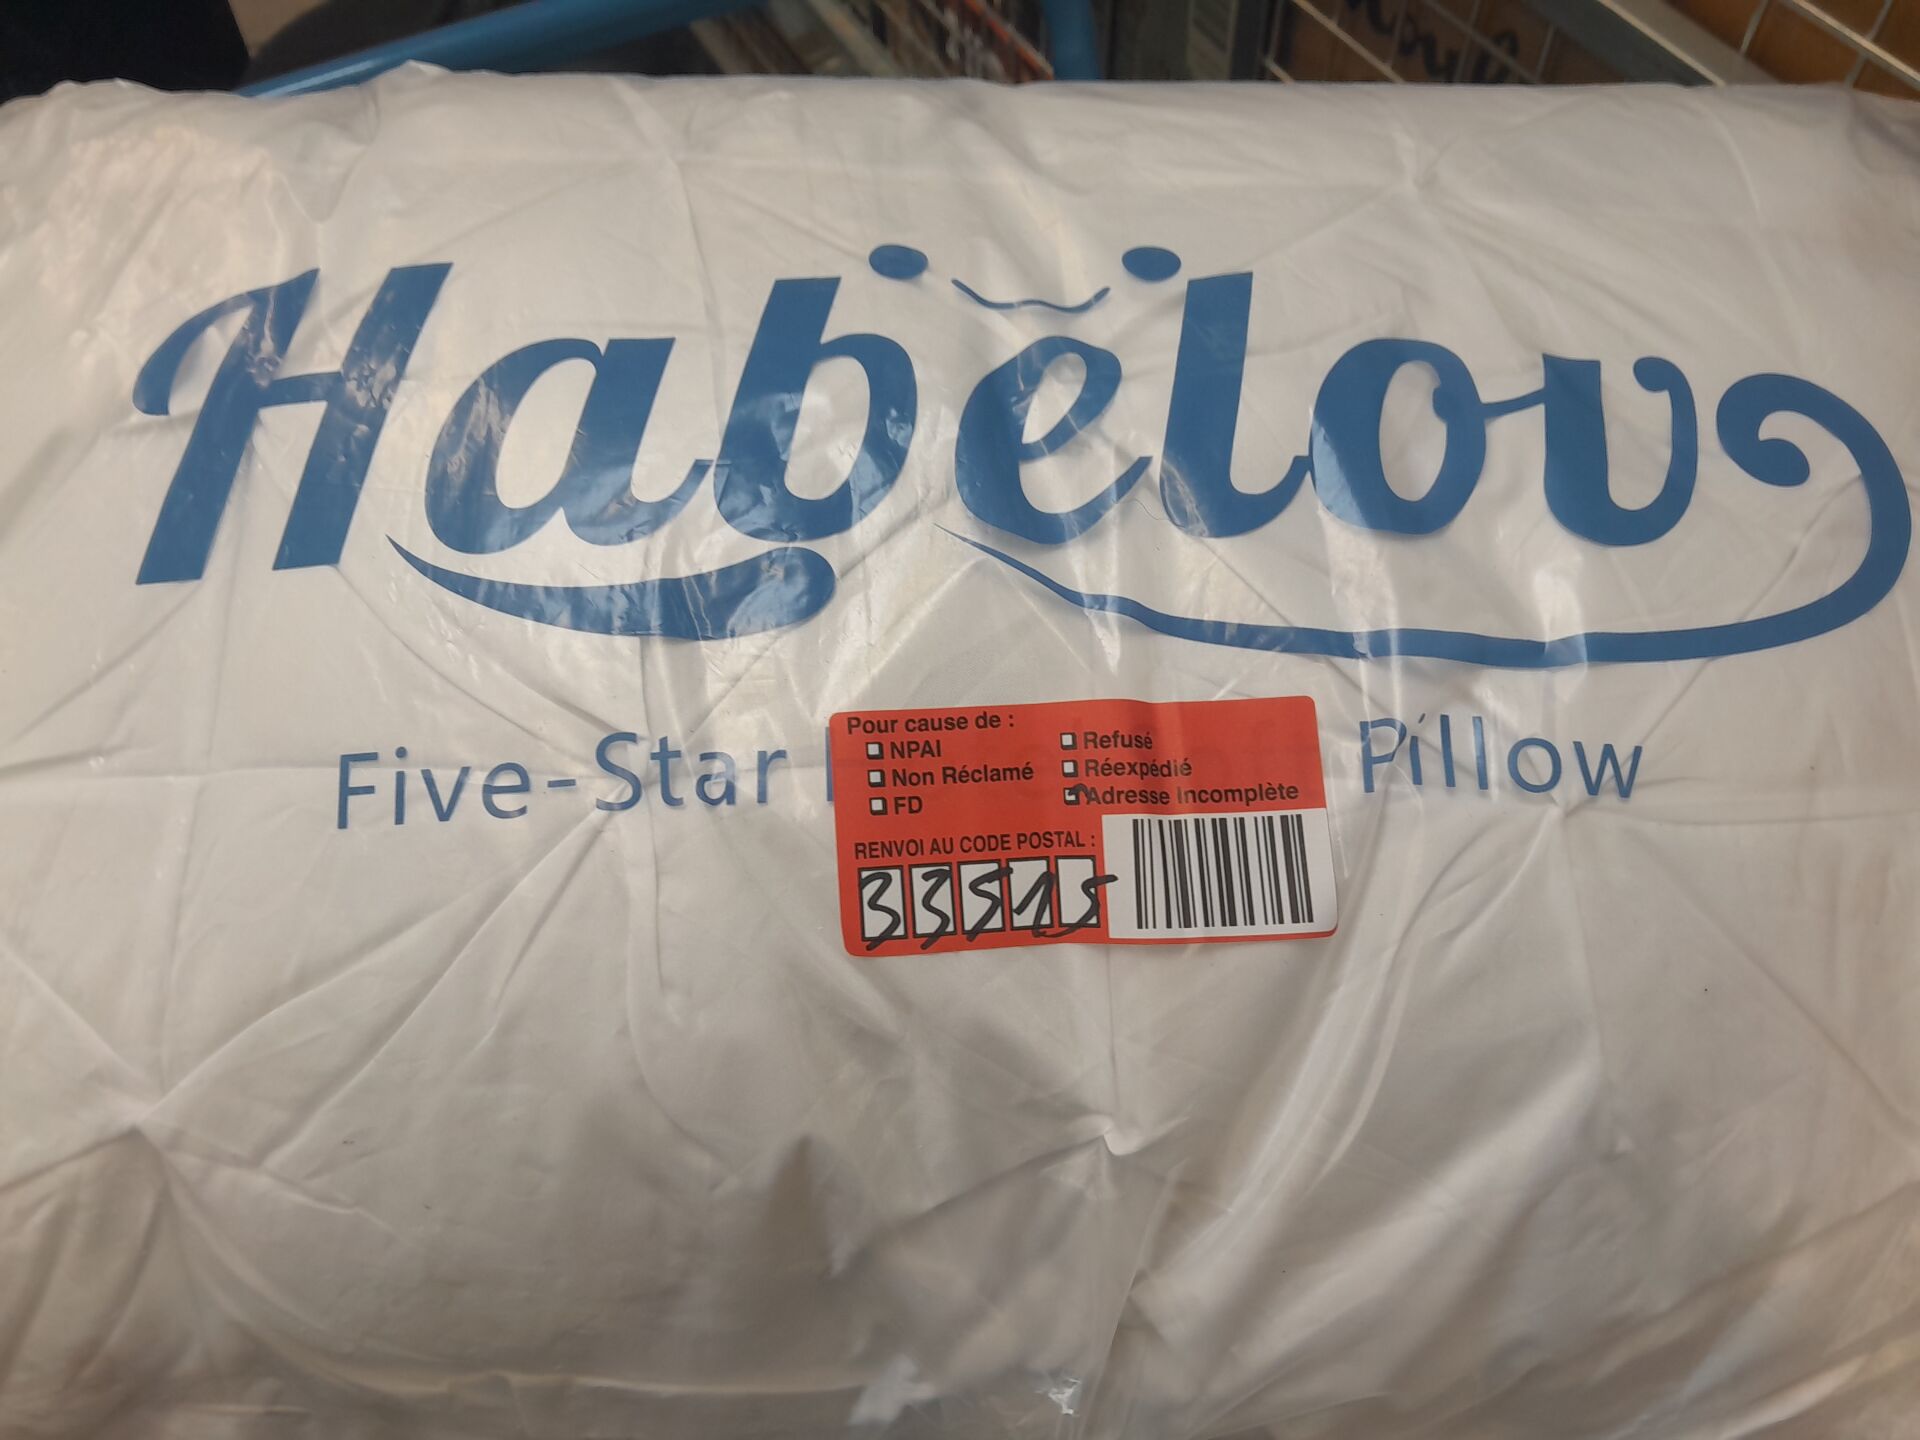 Habelov
Five-Star Pillow
Pour cause de :
NPAI
Non Réclamé
FD
Refusé
Réexpédié
Adresse Incomplète
RENVOI AU CODE POSTAL :
33515